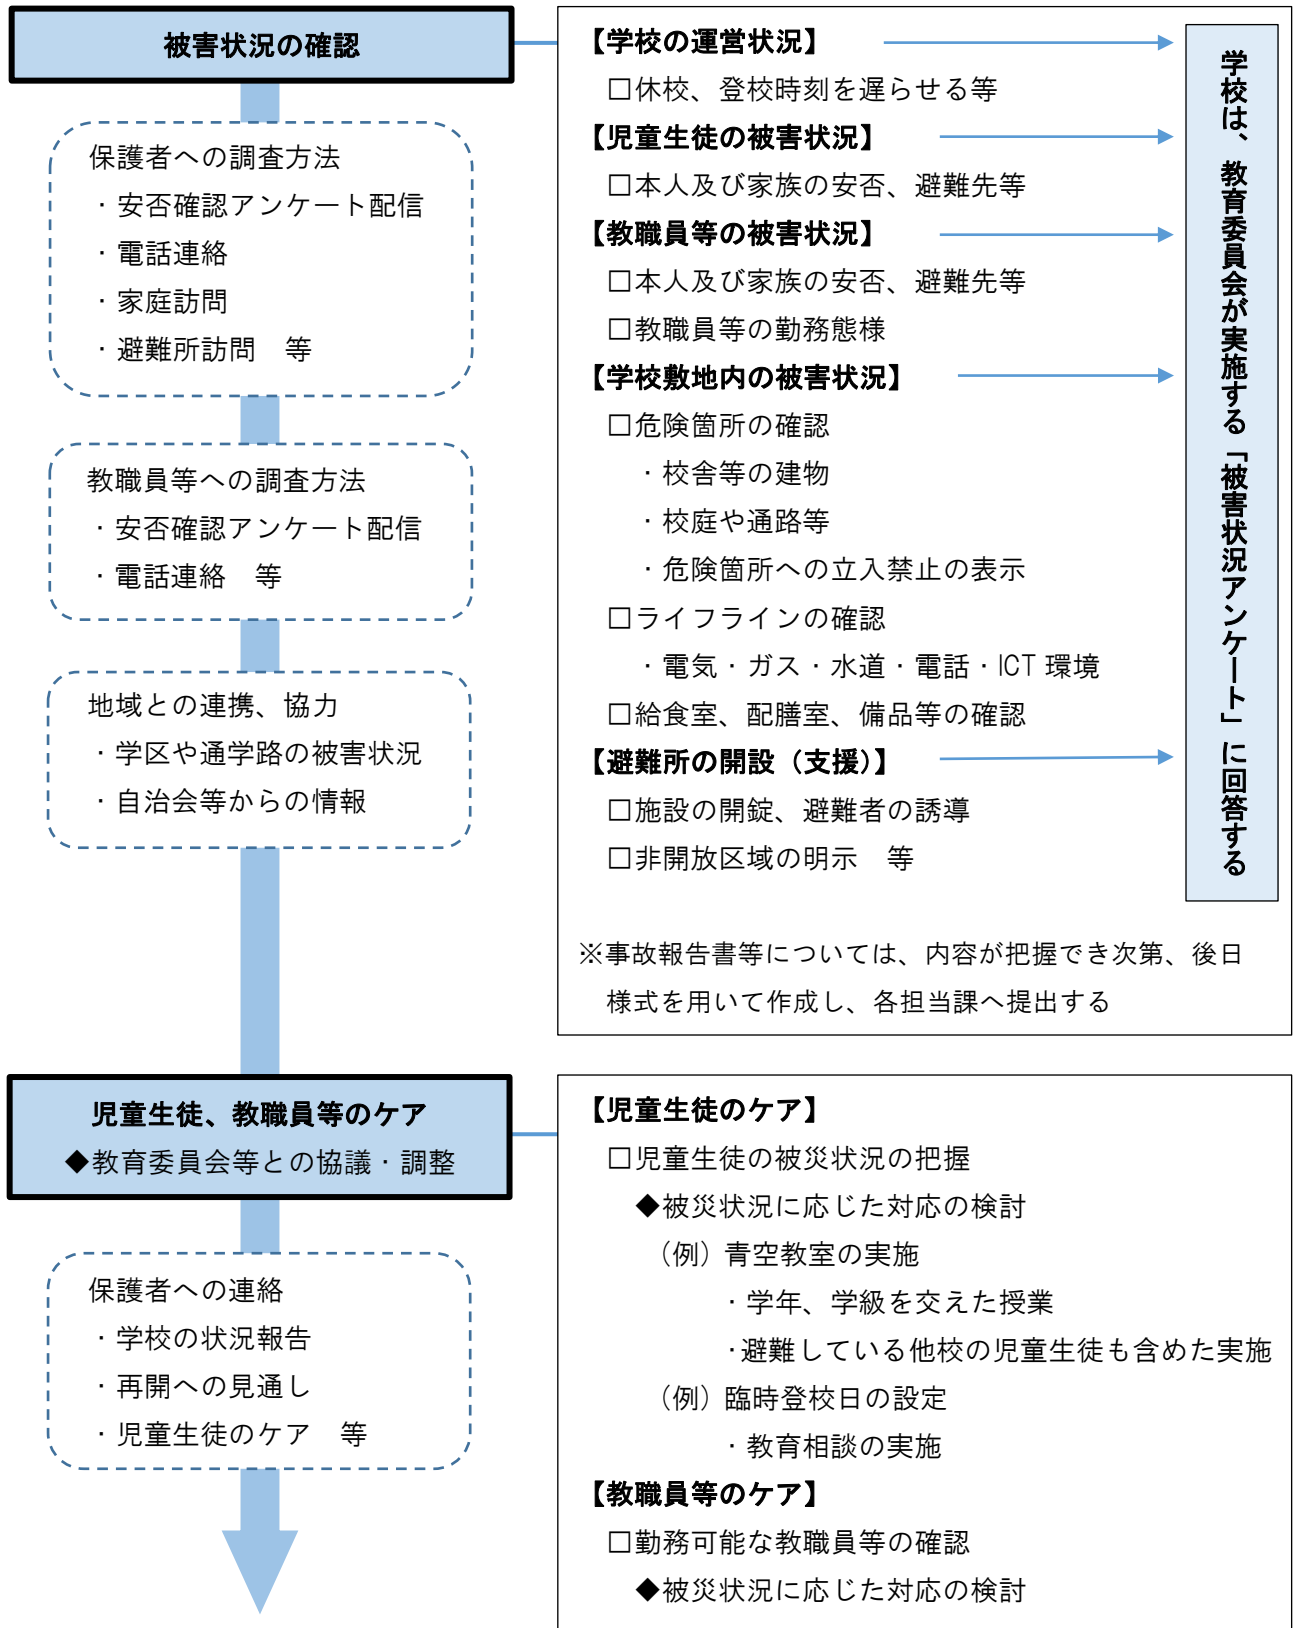 被害状況の確認
保護者への調査方法
・安否確認アンケート配信
・電話連絡
・家庭訪問
・避難所訪問　等
教職員等への調査方法
・安否確認アンケート配信
・電話連絡　等
地域との連携、協力
・学区や通学路の被害状況
・自治会等からの情報
【学校の運営状況】
□休校、登校時刻を遅らせる等
【児童生徒の被害状況】
□本人及び家族の安否、避難先等
【教職員等の被害状況】
□本人及び家族の安否、避難先等
□教職員等の勤務態様
【学校敷地内の被害状況】
□危険箇所の確認
・校舎等の建物
・校庭や通路等
・危険箇所への立入禁止の表示
□ライフラインの確認
・電気・ガス・水道・電話・ICT 環境
□給食室、配膳室、備品等の確認
【避難所の開設（支援）】
□施設の開錠、避難者の誘導
□非開放区域の明示　等
※事故報告書等については、内容が把握でき次第、後日
様式を用いて作成し、各担当課へ提出する
学校は、教育委員会が実施する「被害状況アンケート」に回答する
児童生徒、教職員等のケア
◆教育委員会等との協議・調整
保護者への連絡
・学校の状況報告
・再開への見通し
・児童生徒のケア　等
【児童生徒のケア】
□児童生徒の被災状況の把握
◆被災状況に応じた対応の検討
（例）青空教室の実施
・学年、学級を交えた授業
・避難している他校の児童生徒も含めた実施
（例）臨時登校日の設定
・教育相談の実施
【教職員等のケア】
□勤務可能な教職員等の確認
◆被災状況に応じた対応の検討